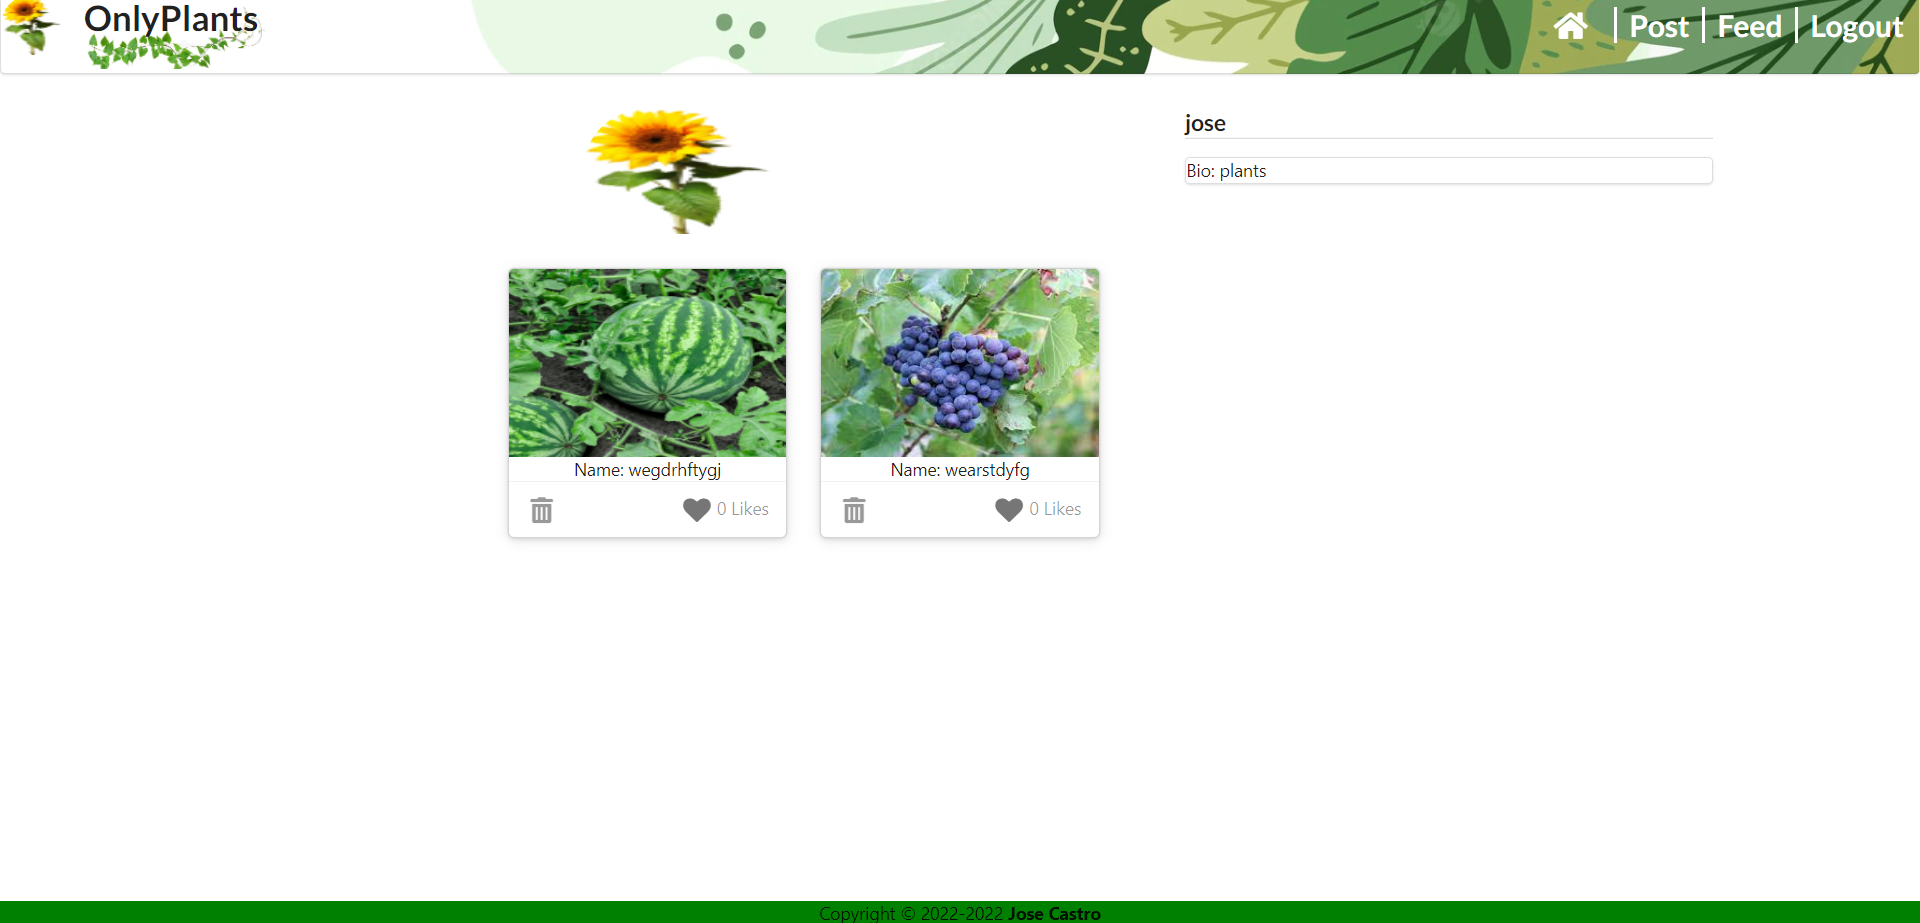 OnlyPlants
Post
Feed
Logout
jose
Bio: plants
Name: wegdrhftygj
0 Likes
Name: wearstdyfg
0 Likes
Copyright © 2022-2022 Jose Castro